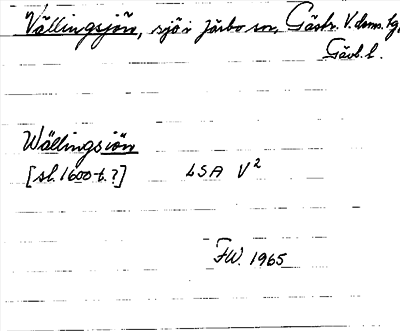 Vällingsjön, sjö i Järbo sn, Gästr. V. doms. tg,
Gävl. l.
Wällingsiön
[sl. 1600-t.?] LSA V²
FW. 1965